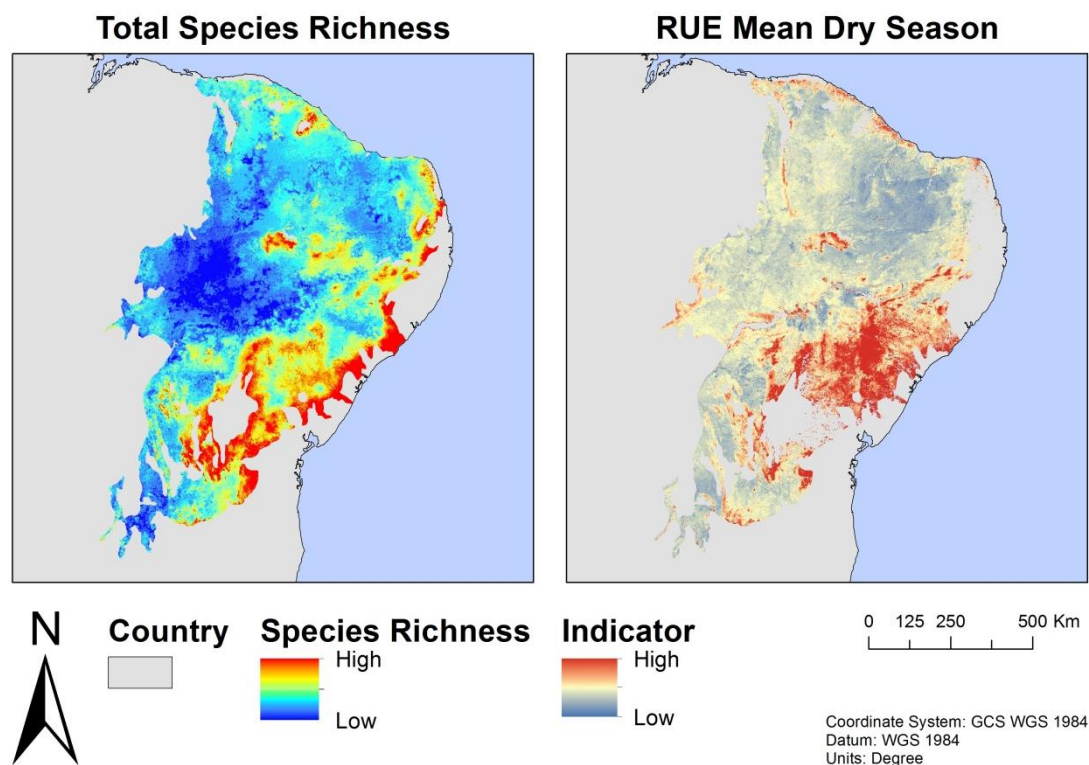 Total Species Richness
RUE Mean Dry Season
N
Country
Species Richness
High
Low
Indicator
High
Low
0 125 250 500 Km
Coordinate System: GCS WGS 1984
Datum: WGS 1984
Units: Degree